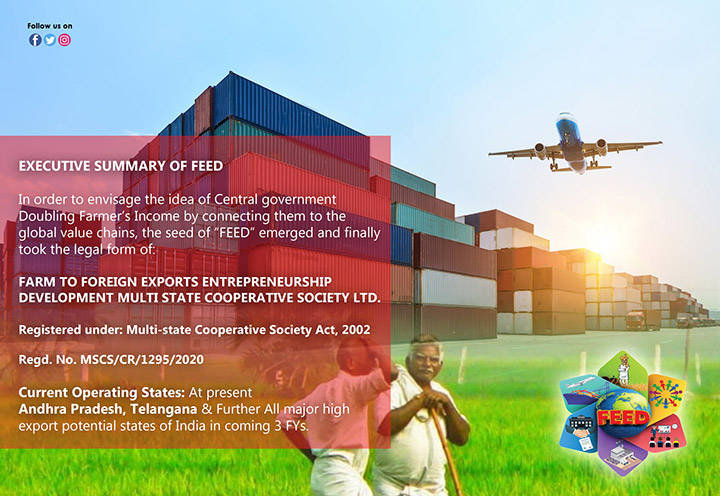 Follow us on
EXECUTIVE SUMMARY OF FEED
In order to envisage the idea of Central government
Doubling Farmer's Income by connecting them to the
global value chains, the seed of "FEED" emerged and finally
took the legal form of:
FARM TO FOREIGN EXPORTS ENTREPRENEURSHIP
DEVELOPMENT MULTI STATE COOPERATIVE SOCIETY LTD.
Registered under: Multi-state Cooperative Society Act, 2002
Regd. No. MSCS/CR/1295/2020
Current Operating States: At present
Andhra Pradesh, Telangana & Further All major high
export potential states of India in coming 3 FYs.
FEED